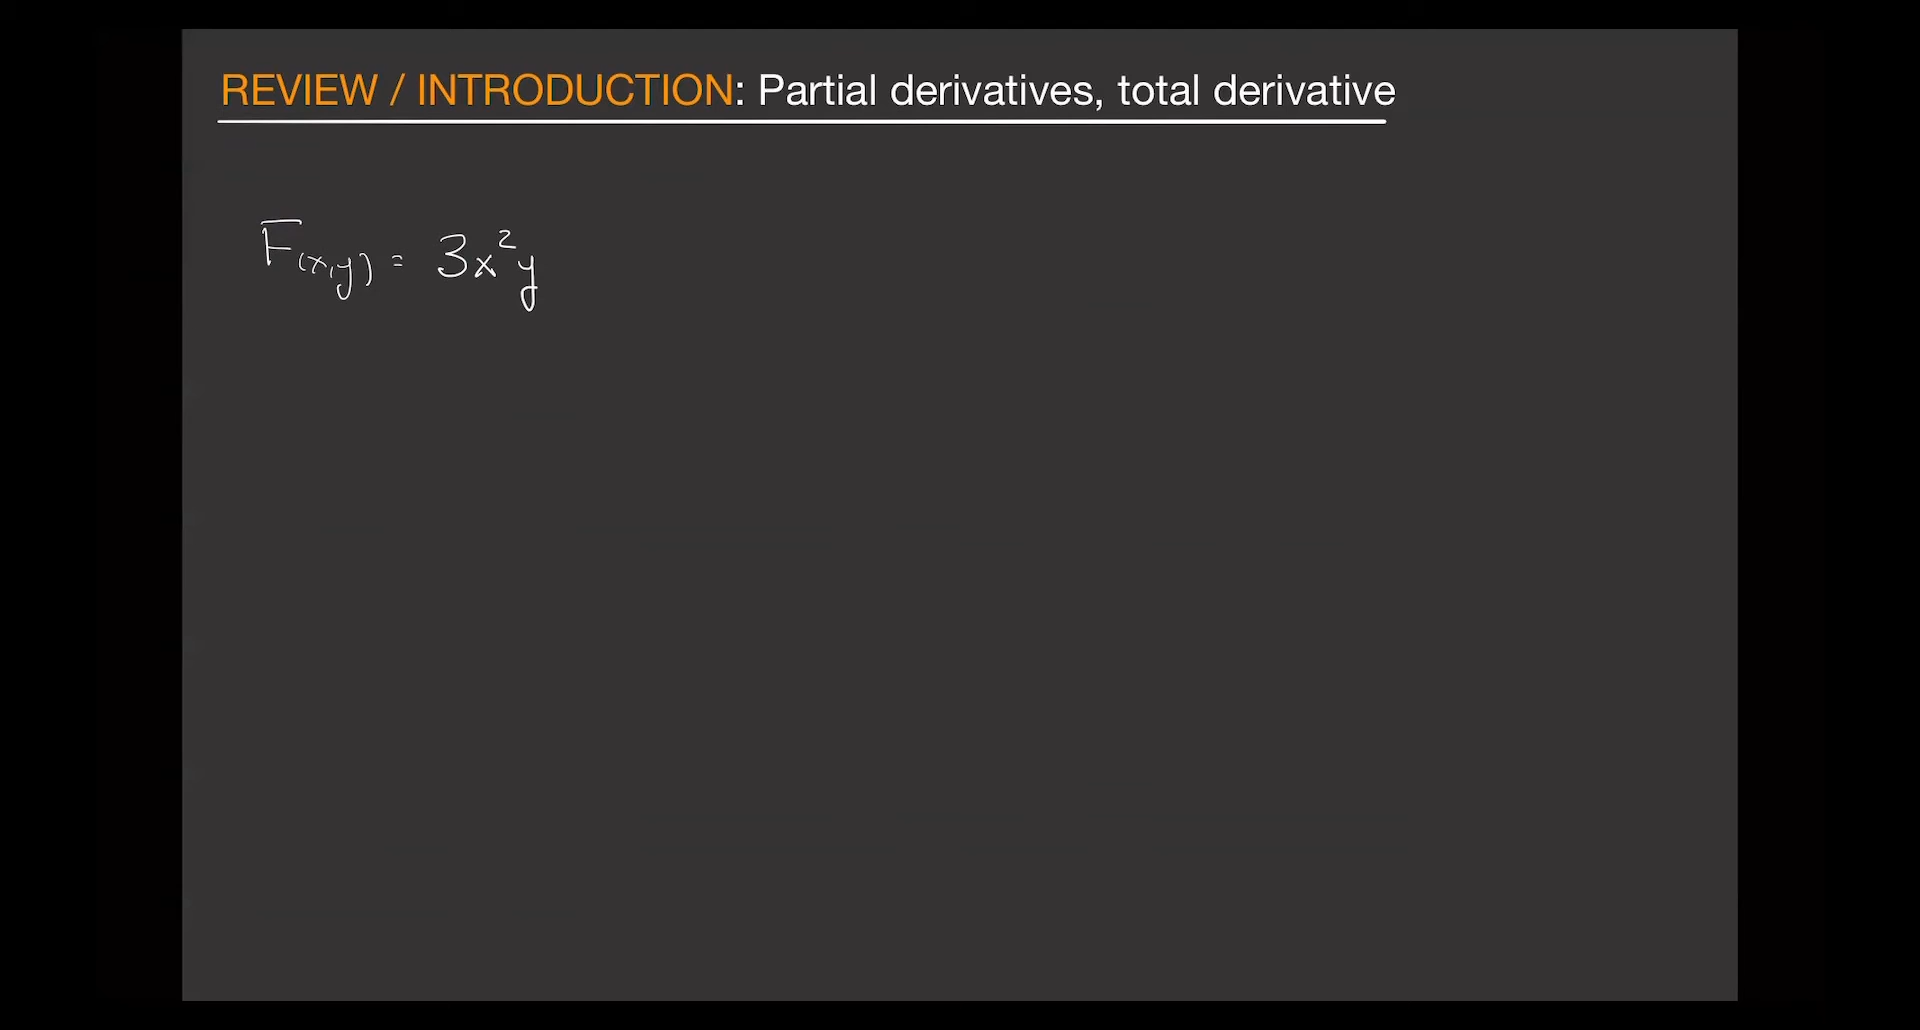 REVIEW / INTRODUCTION: Partial derivatives, total derivative
F(x,y) = 3x²y